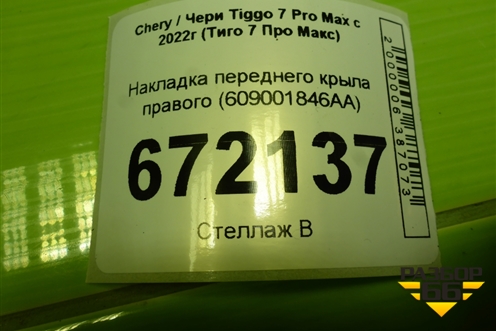 Chery / Чери Tiggo 7 Pro Max с
2022г (Тиго 7 Про Макс)
Накладка переднего крыла
правого (609001846AA)
672137
Стеллаж В
2000006387073
РАЗБОР
66